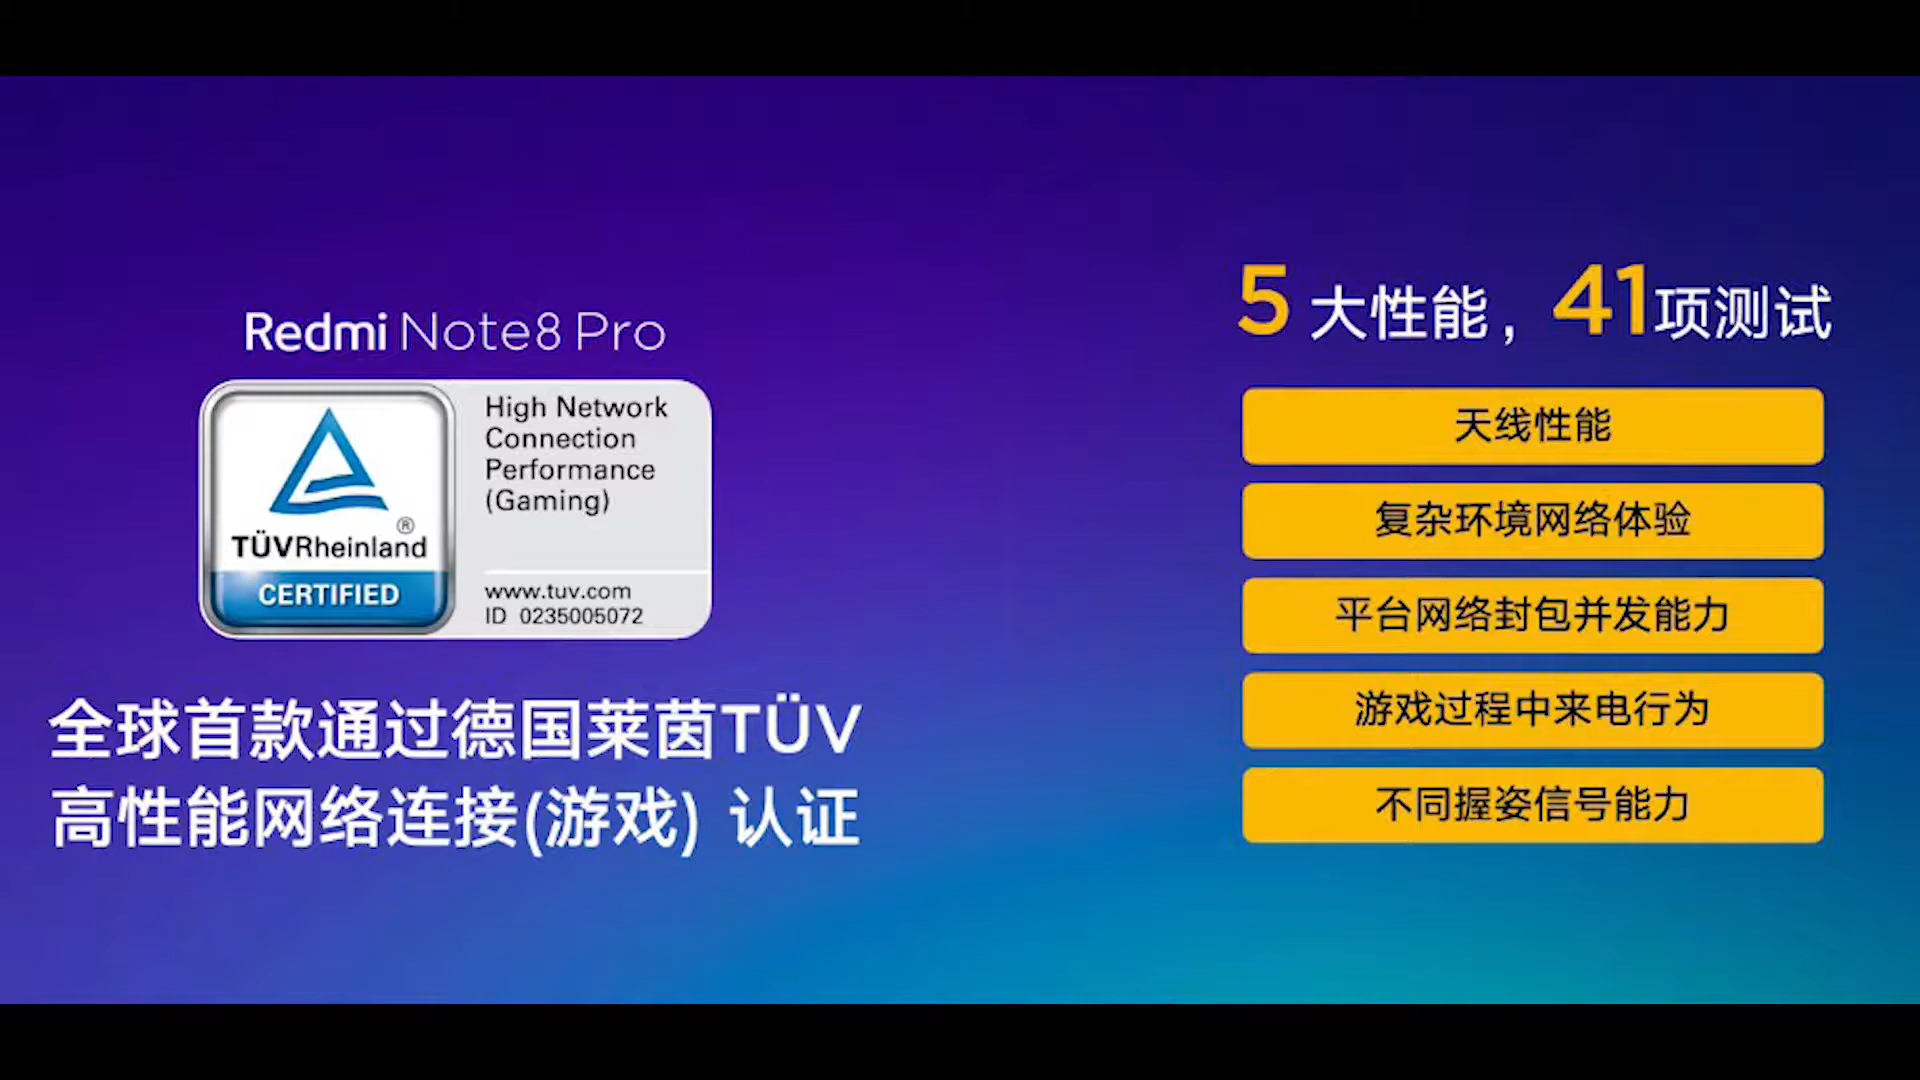 Redmi Note8 Pro
High Network
Connection
Performance
(Gaming)
®
TÜVRheinland
CERTIFIED
www.tuv.com
ID 0235005072
全球首款通过德国莱茵TÜV
高性能网络连接(游戏) 认证
5 大性能，41项测试
天线性能
复杂环境网络体验
平台网络封包并发能力
游戏过程中来电行为
不同握姿信号能力